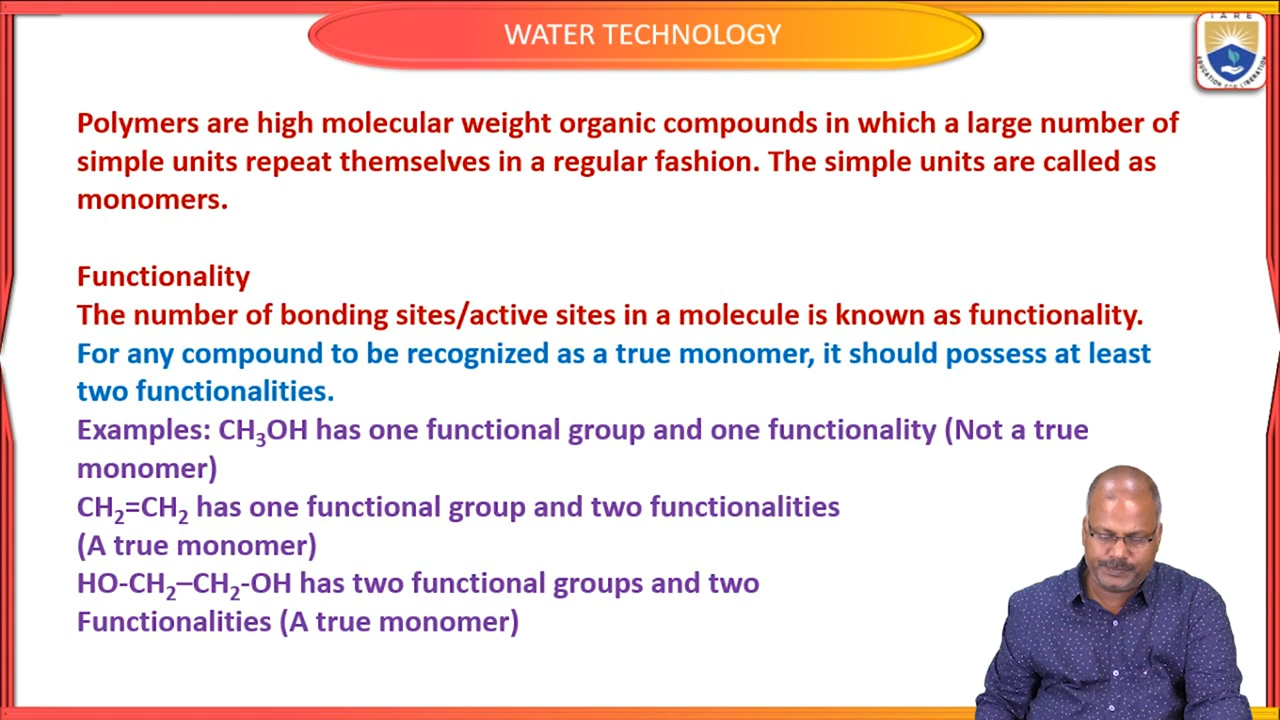 WATER TECHNOLOGY
IARE
EDUCATION FOR LIBERATION
Polymers are high molecular weight organic compounds in which a large number of
simple units repeat themselves in a regular fashion. The simple units are called as
monomers.
Functionality
The number of bonding sites/active sites in a molecule is known as functionality.
For any compound to be recognized as a true monomer, it should possess at least
two functionalities.
Examples: CH₃OH has one functional group and one functionality (Not a true
monomer)
CH₂=CH₂ has one functional group and two functionalities
(A true monomer)
HO-CH₂–CH₂-OH has two functional groups and two
Functionalities (A true monomer)